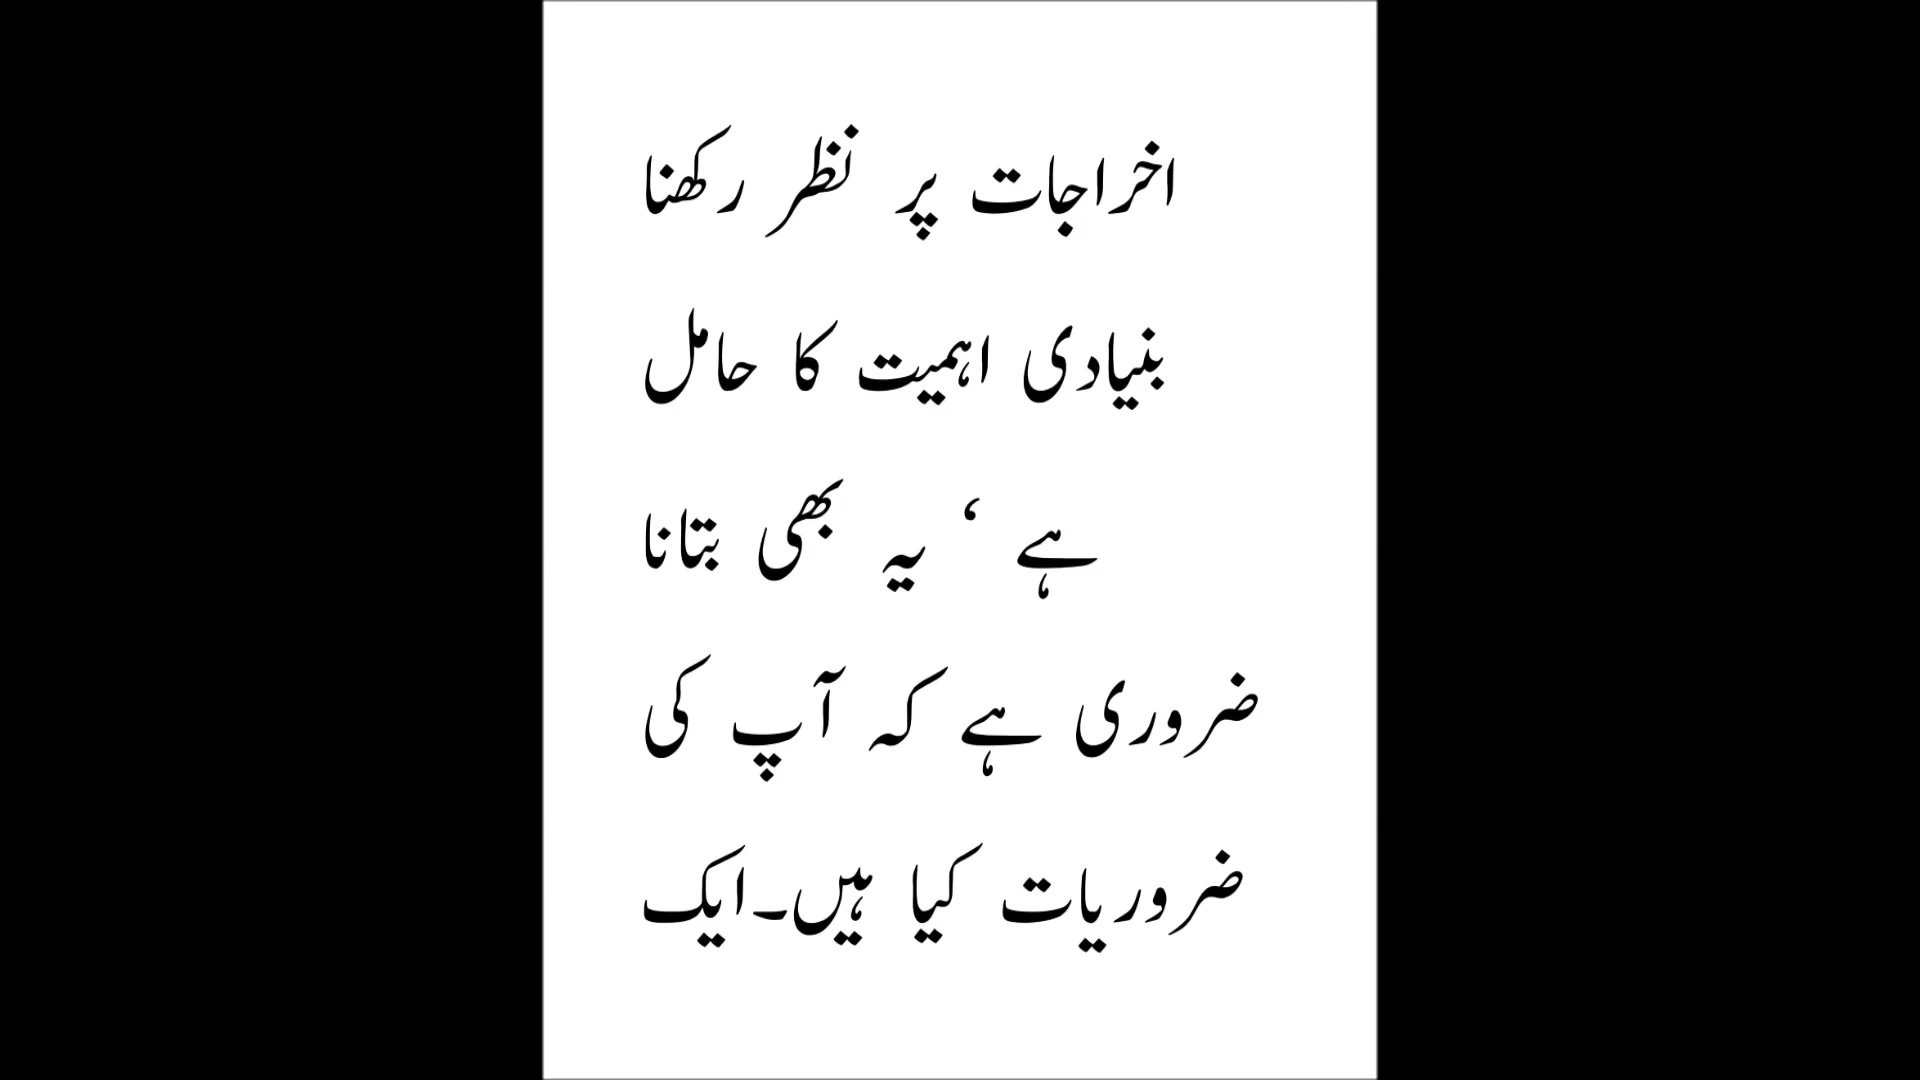 اخراجات پر نظر رکھنا
بنیادی اہمیت کا حامل
ہے ‘ یہ بھی بتانا
ضروری ہے کہ آپ کی
ضروریات کیا ہیں۔ایک